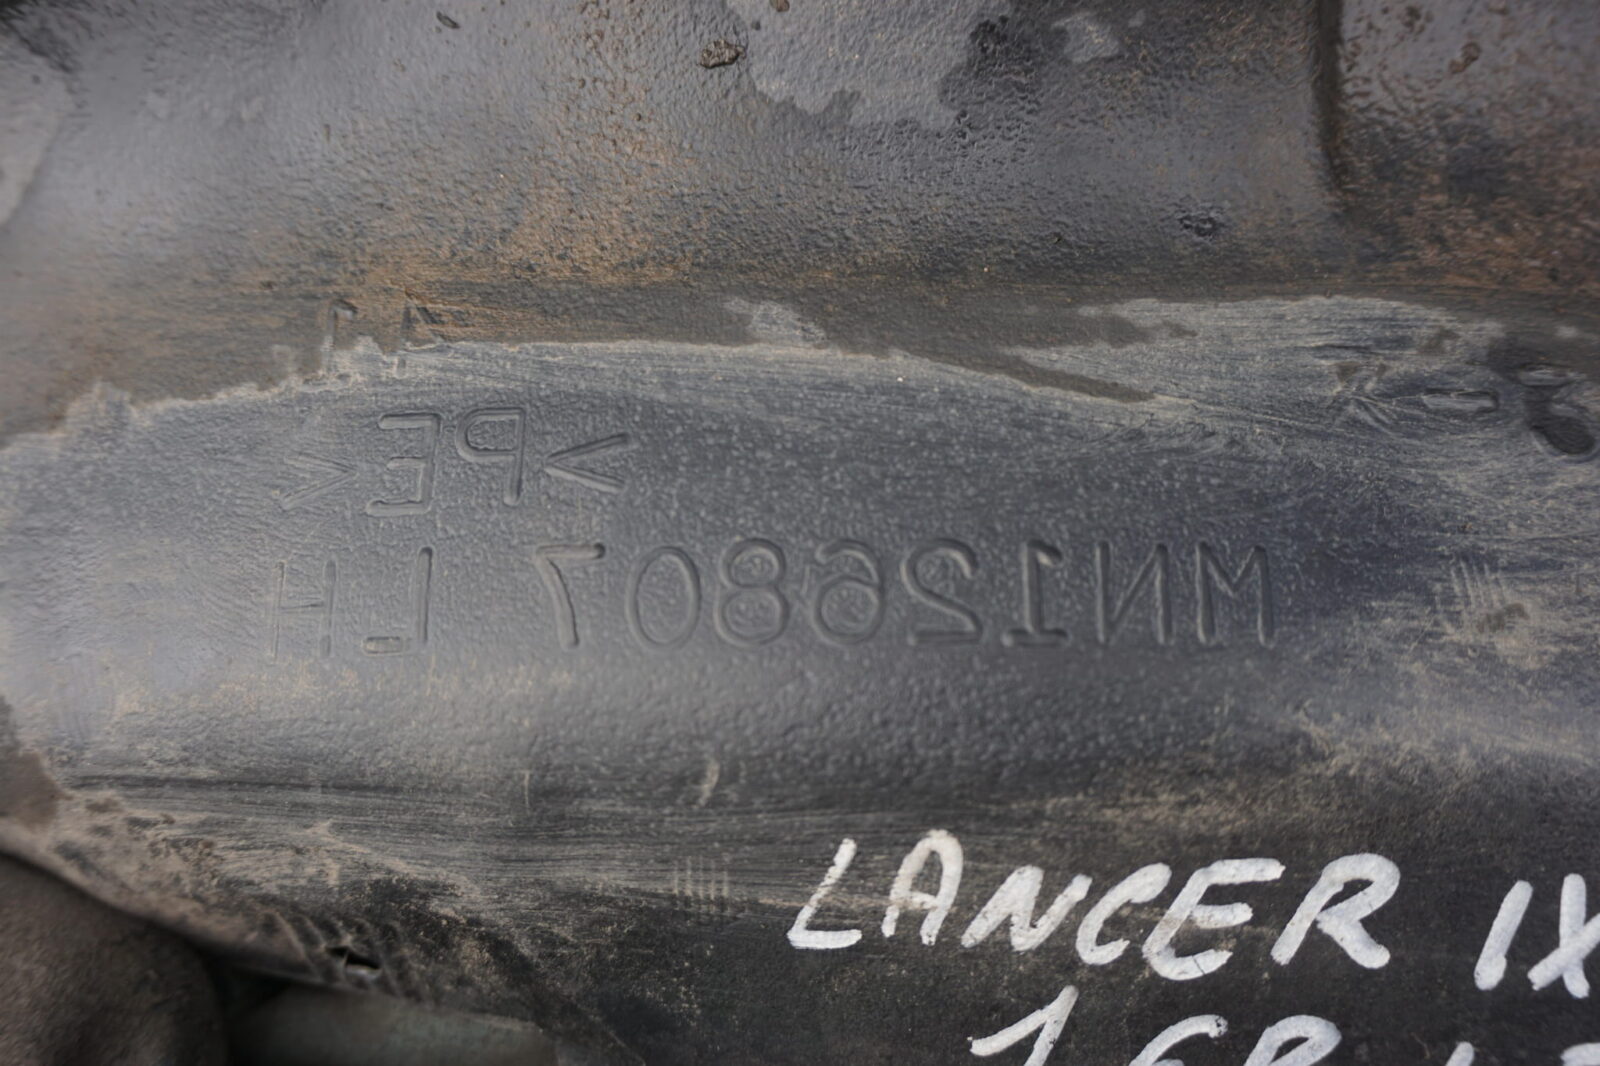 >PE<
MN126807 LH
LANCER IX